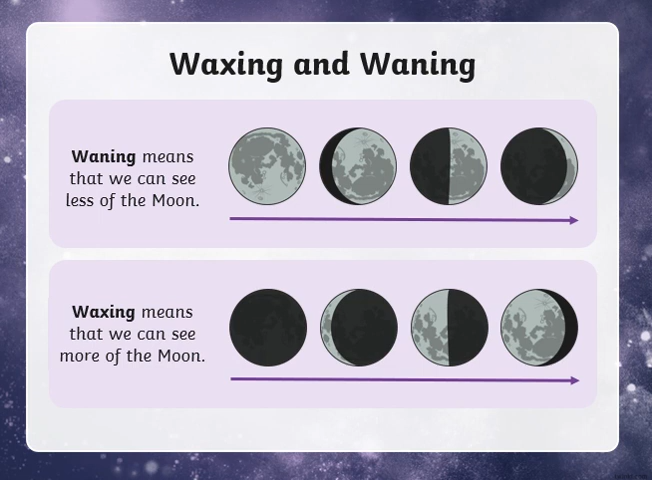 Waxing and Waning
Waning means
that we can see
less of the Moon.
Waxing means
that we can see
more of the Moon.